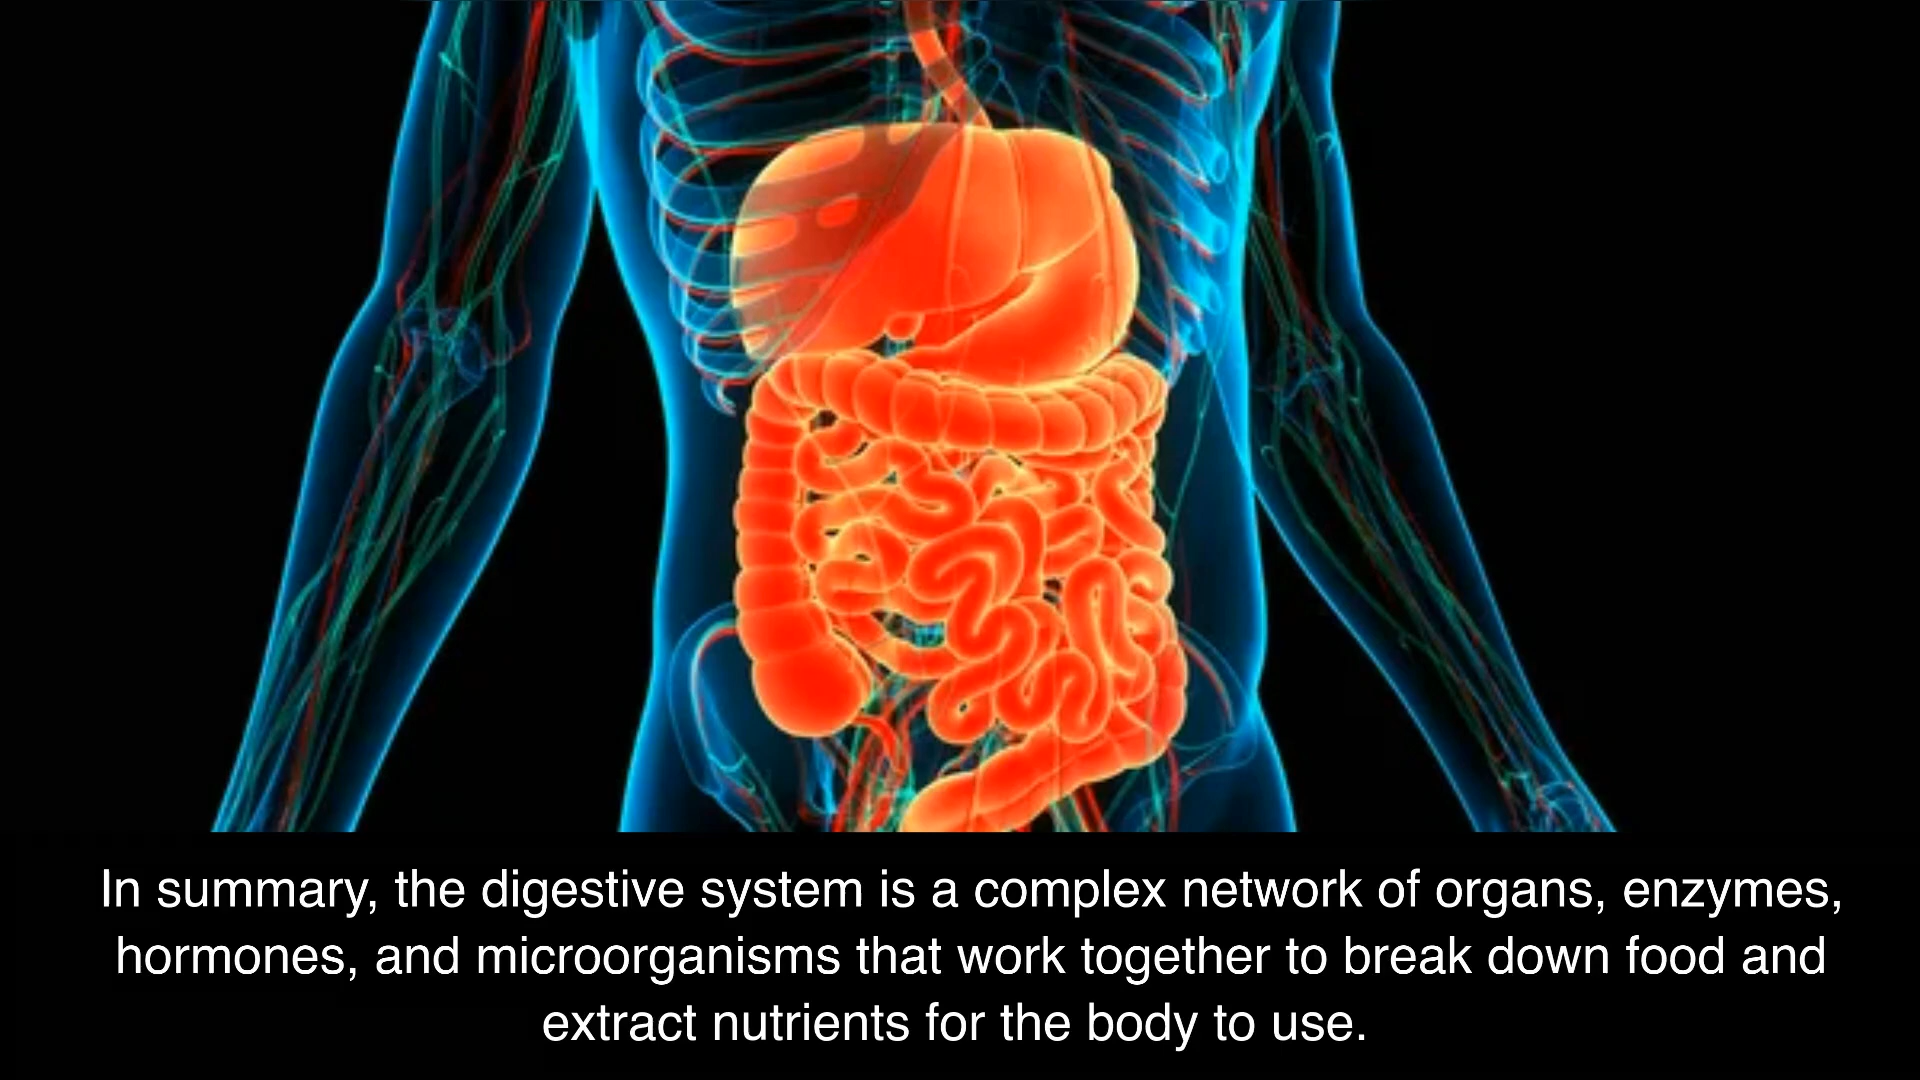 In summary, the digestive system is a complex network of organs, enzymes,
hormones, and microorganisms that work together to break down food and
extract nutrients for the body to use.